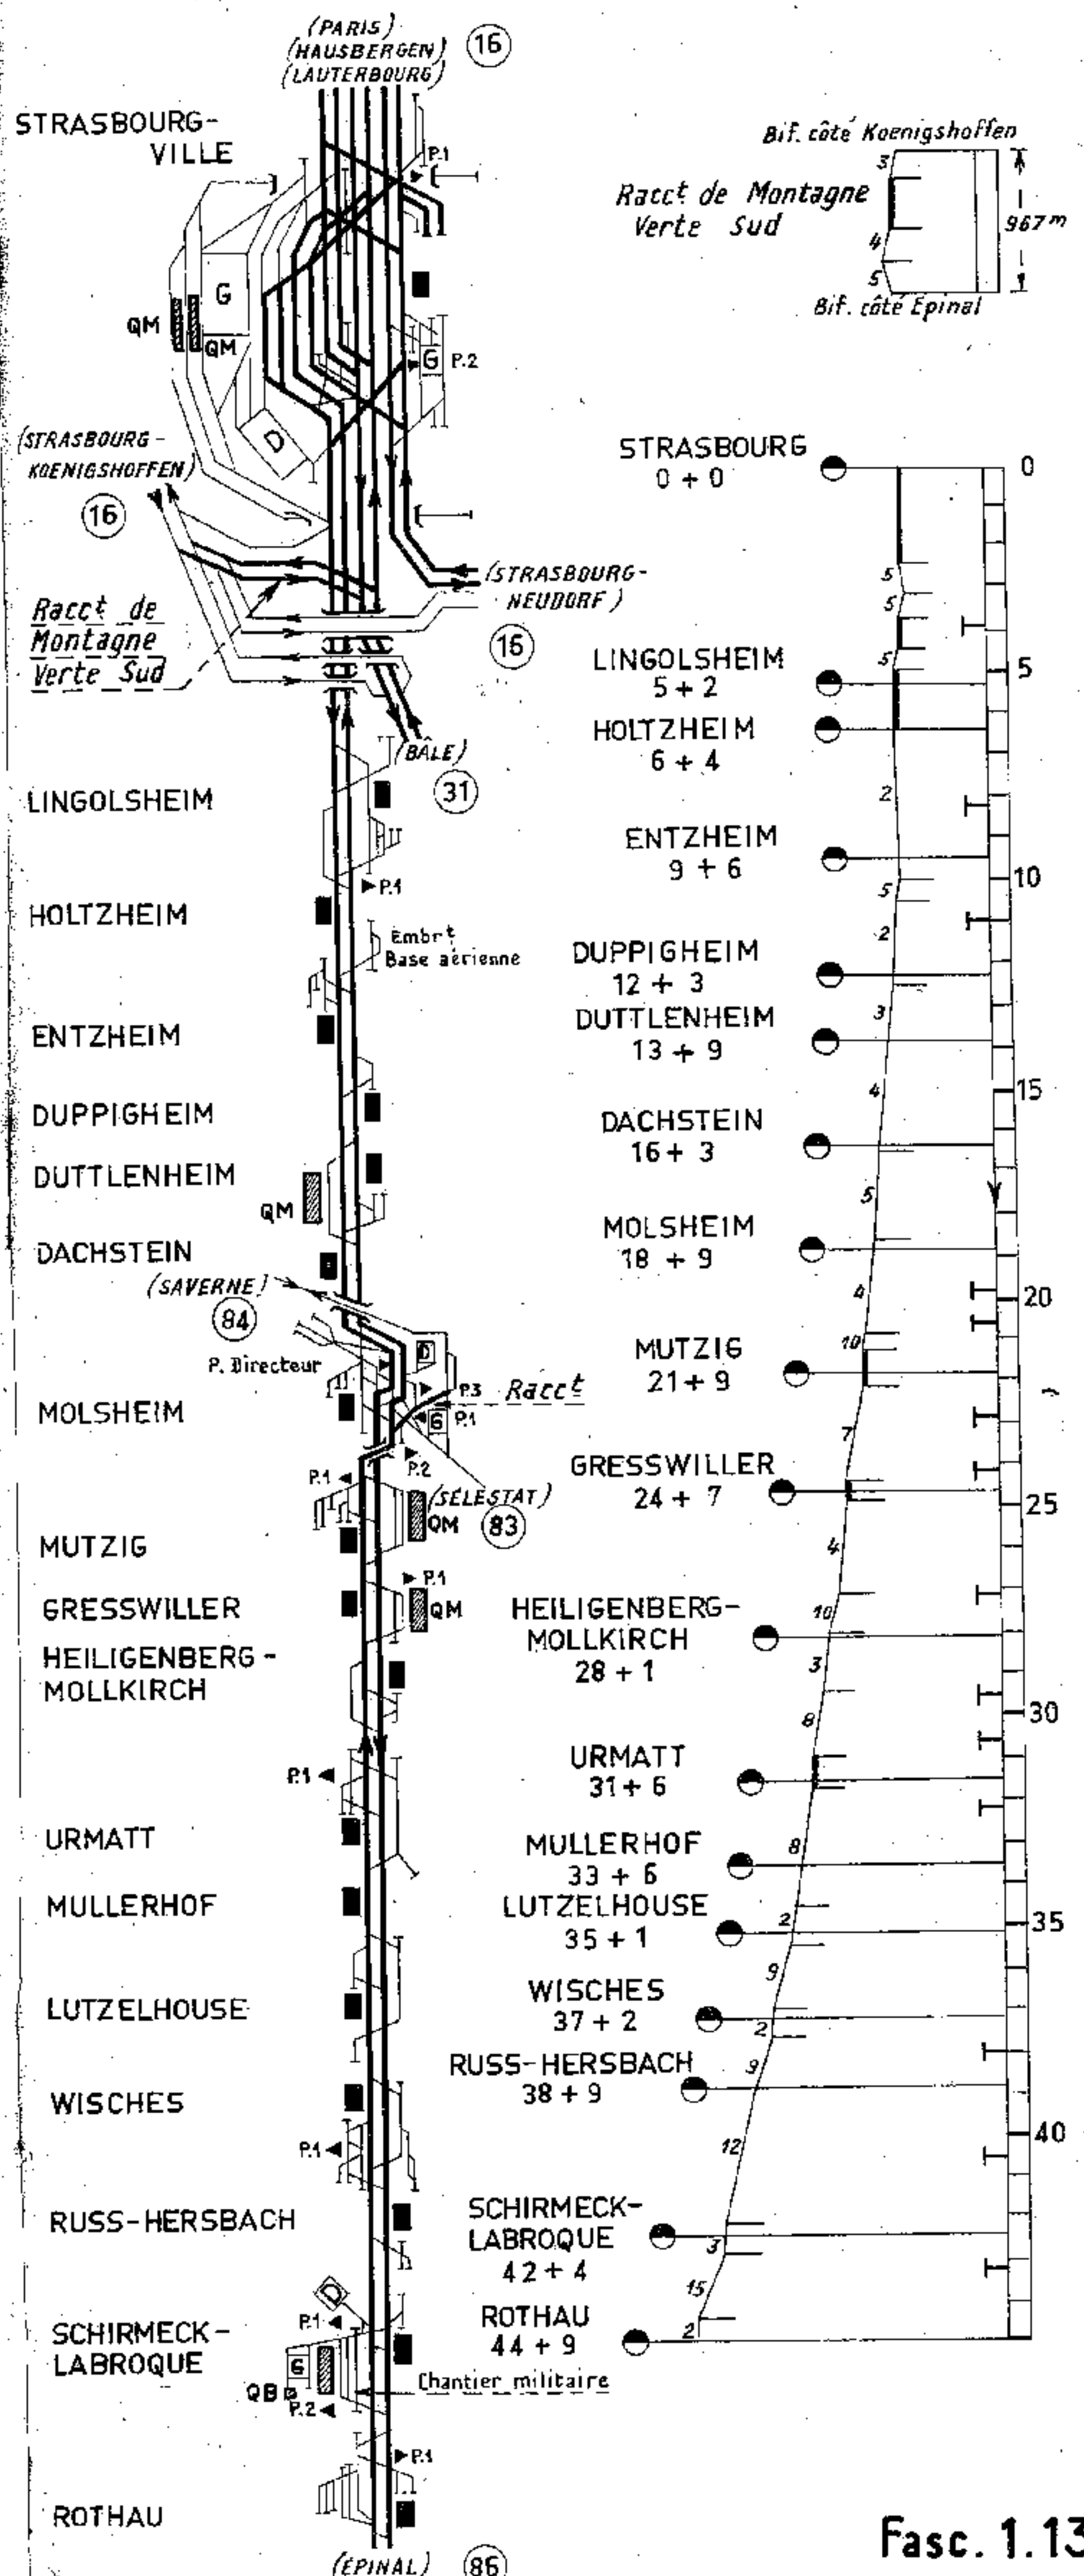 (PARIS)
(HAUSBERGEN)
(LAUTERBOURG)
16
STRASBOURG-
VILLE
P.1
G
QM
QM
G
P.2
D
(STRASBOURG-
KOENIGSHOFFEN)
16
(STRASBOURG-
NEUDORF)
16
Racct de
Montagne
Verte Sud
(BÂLE)
31
LINGOLSHEIM
P.1
HOLTZHEIM
Embrt
Base aérienne
ENTZHEIM
DUPPIGHEIM
DUTTLENHEIM
QM
DACHSTEIN
(SAVERNE)
84
D
P. Directeur
P.3
Racct
MOLSHEIM
G
P.1
P.2
P.1
(SÉLESTAT)
QM
83
MUTZIG
P.1
GRESSWILLER
QM
HEILIGENBERG-
MOLLKIRCH
P.1
URMATT
MULLERHOF
LUTZELHOUSE
WISCHES
P.1
RUSS-HERSBACH
D
P.1
SCHIRMECK-
LABROQUE
G
QB
P.2
Chantier militaire
P.1
ROTHAU
(ÉPINAL)
86
Bif. côté Koenigshoffen
3
Racct de Montagne
Verte Sud
967m
4
5
Bif. côté Épinal
STRASBOURG
0 + 0
0
5
5
5
LINGOLSHEIM
5 + 2
5
HOLTZHEIM
6 + 4
2
ENTZHEIM
9 + 6
10
5
2
DUPPIGHEIM
12 + 3
3
DUTTLENHEIM
13 + 9
4
15
DACHSTEIN
16 + 3
5
MOLSHEIM
18 + 9
4
20
10
MUTZIG
21 + 9
7
GRESSWILLER
24 + 7
25
4
10
HEILIGENBERG-
MOLLKIRCH
28 + 1
3
8
30
URMATT
31 + 6
8
MULLERHOF
33 + 6
LUTZELHOUSE
35 + 1
2
35
9
WISCHES
37 + 2
2
RUSS-HERSBACH
38 + 9
9
12
40
SCHIRMECK-
LABROQUE
42 + 4
3
15
ROTHAU
44 + 9
2
Fasc. 1.13